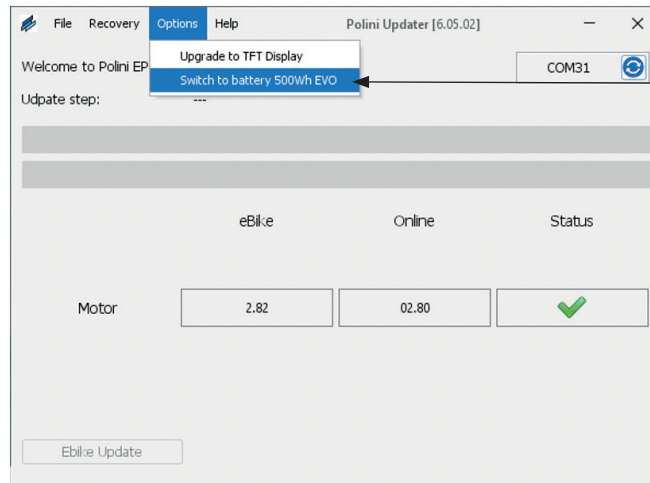 File Recovery Options Help Polini Updater [6.05.02]
Upgrade to TFT Display
Switch to battery 500Wh EVO
Welcome to Polini EP
COM31
Udpate step: ---
eBike Online Status
Motor 2.82 02.80
Ebike Update